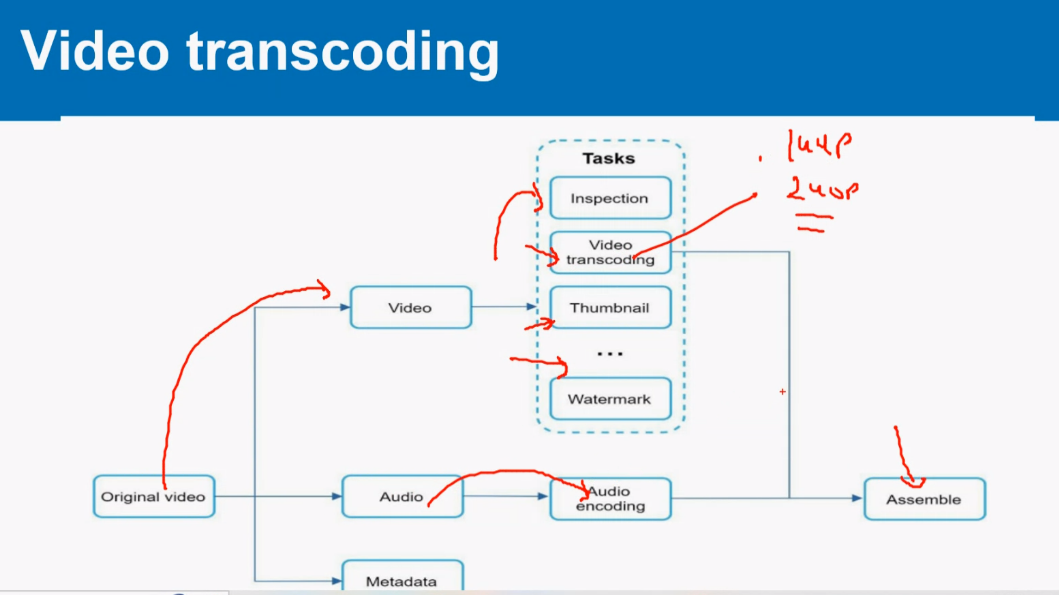 Video transcoding
Tasks
Inspection
Video
transcoding
Thumbnail
...
Watermark
144P
240P
Video
Original video
Audio
Audio
encoding
Assemble
Metadata